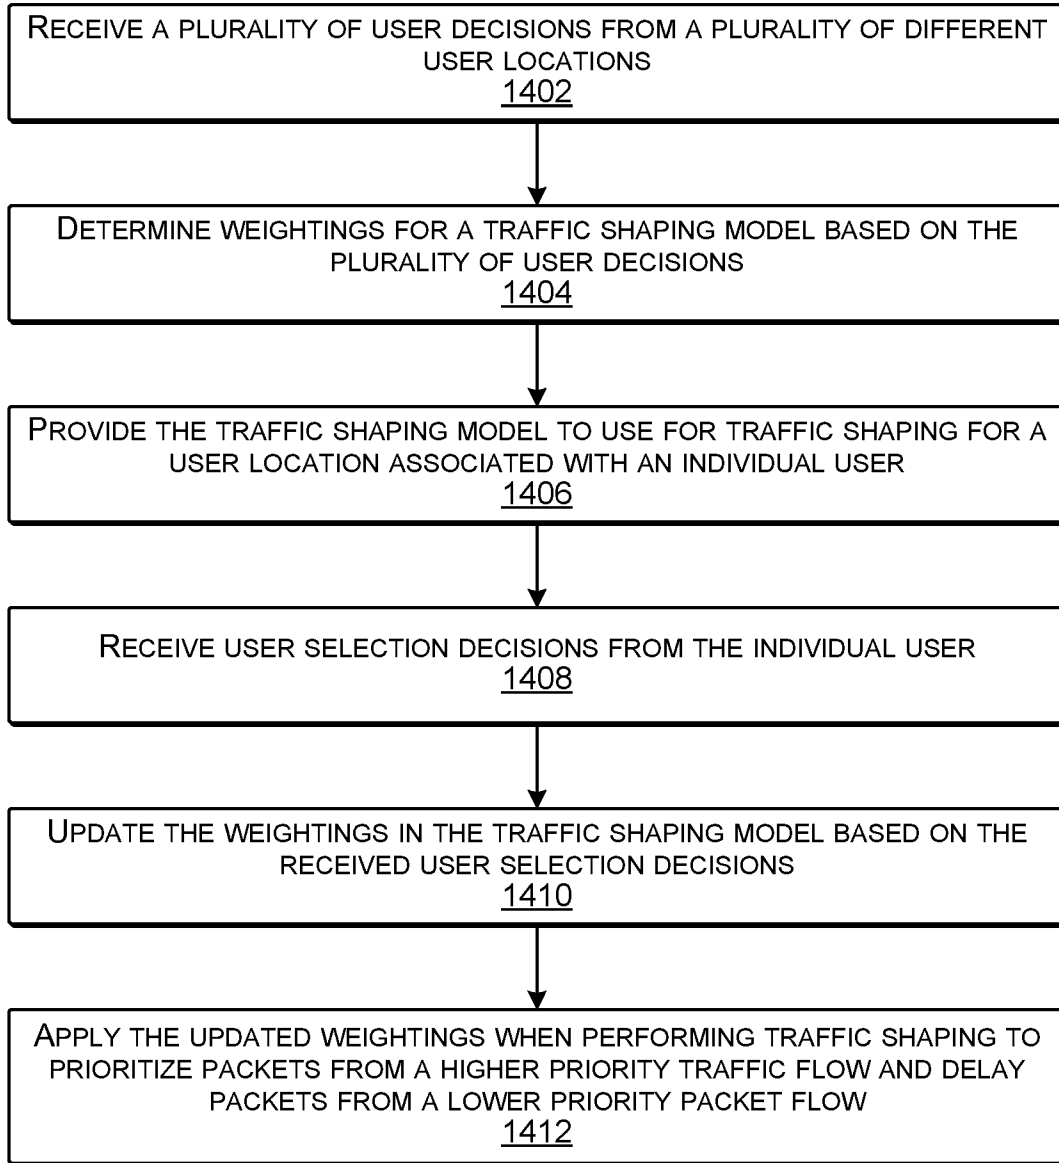 RECEIVE A PLURALITY OF USER DECISIONS FROM A PLURALITY OF DIFFERENT
USER LOCATIONS
1402
DETERMINE WEIGHTINGS FOR A TRAFFIC SHAPING MODEL BASED ON THE
PLURALITY OF USER DECISIONS
1404
PROVIDE THE TRAFFIC SHAPING MODEL TO USE FOR TRAFFIC SHAPING FOR A
USER LOCATION ASSOCIATED WITH AN INDIVIDUAL USER
1406
RECEIVE USER SELECTION DECISIONS FROM THE INDIVIDUAL USER
1408
UPDATE THE WEIGHTINGS IN THE TRAFFIC SHAPING MODEL BASED ON THE
RECEIVED USER SELECTION DECISIONS
1410
APPLY THE UPDATED WEIGHTINGS WHEN PERFORMING TRAFFIC SHAPING TO
PRIORITIZE PACKETS FROM A HIGHER PRIORITY TRAFFIC FLOW AND DELAY
PACKETS FROM A LOWER PRIORITY PACKET FLOW
1412